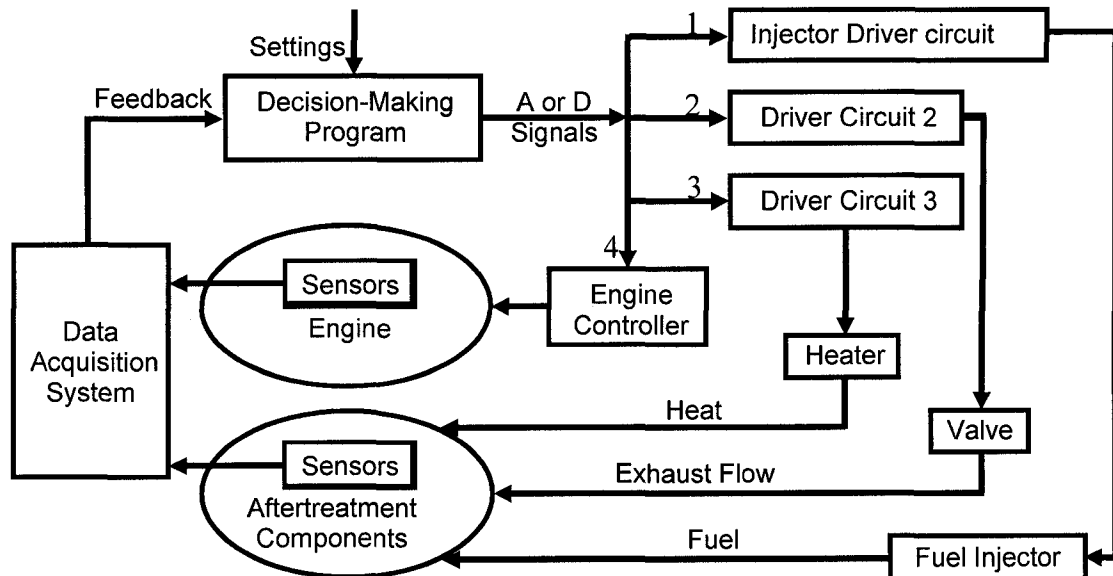 Settings
1
Injector Driver circuit
Feedback
Decision-Making
Program
A or D
Signals
2
Driver Circuit 2
3
Driver Circuit 3
4
Sensors
Engine
Engine
Controller
Data
Acquisition
System
Heater
Heat
Valve
Sensors
Exhaust Flow
Aftertreatment
Components
Fuel
Fuel Injector